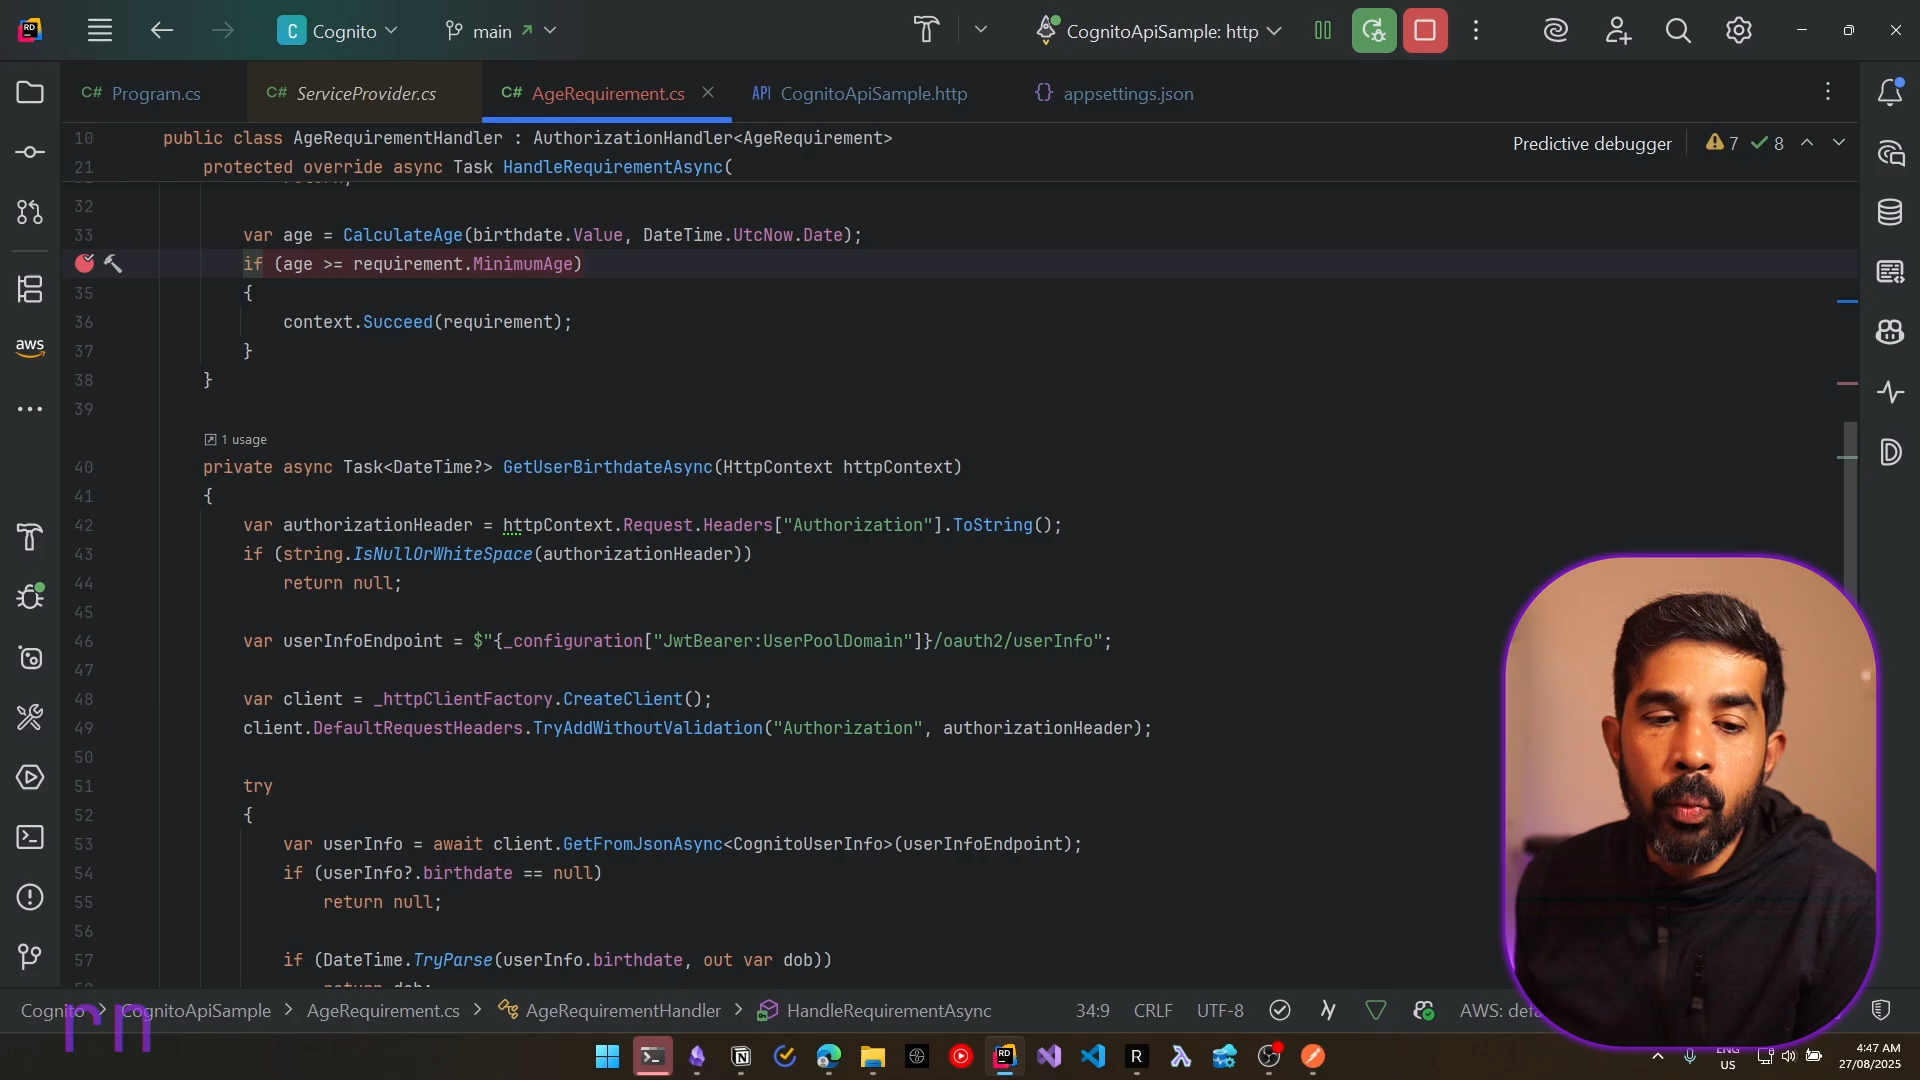 RD
C Cognito
main
CognitoApiSample: http
C# Program.cs
C# ServiceProvider.cs
C# AgeRequirement.cs
API CognitoApiSample.http
{} appsettings.json
10 public class AgeRequirementHandler : AuthorizationHandler<AgeRequirement>
Predictive debugger
7
8
21 protected override async Task HandleRequirementAsync(
32
33 var age = CalculateAge(birthdate.Value, DateTime.UtcNow.Date);
if (age >= requirement.MinimumAge)
35 {
36 context.Succeed(requirement);
37 }
38 }
39
1 usage
40 private async Task<DateTime?> GetUserBirthdateAsync(HttpContext httpContext)
41 {
42 var authorizationHeader = httpContext.Request.Headers["Authorization"].ToString();
43 if (string.IsNullOrWhiteSpace(authorizationHeader))
44 return null;
45
46 var userInfoEndpoint = $"{_configuration["JwtBearer:UserPoolDomain"]}/oauth2/userInfo";
47
48 var client = _httpClientFactory.CreateClient();
49 client.DefaultRequestHeaders.TryAddWithoutValidation("Authorization", authorizationHeader);
50
51 try
52 {
53 var userInfo = await client.GetFromJsonAsync<CognitoUserInfo>(userInfoEndpoint);
54 if (userInfo?.birthdate == null)
55 return null;
56
57 if (DateTime.TryParse(userInfo.birthdate, out var dob))
aws
Cognito > CognitoApiSample > AgeRequirement.cs > AgeRequirementHandler > HandleRequirementAsync
34:9
CRLF
UTF-8
AWS:
rn
ENG
US
4:47 AM
27/08/2025